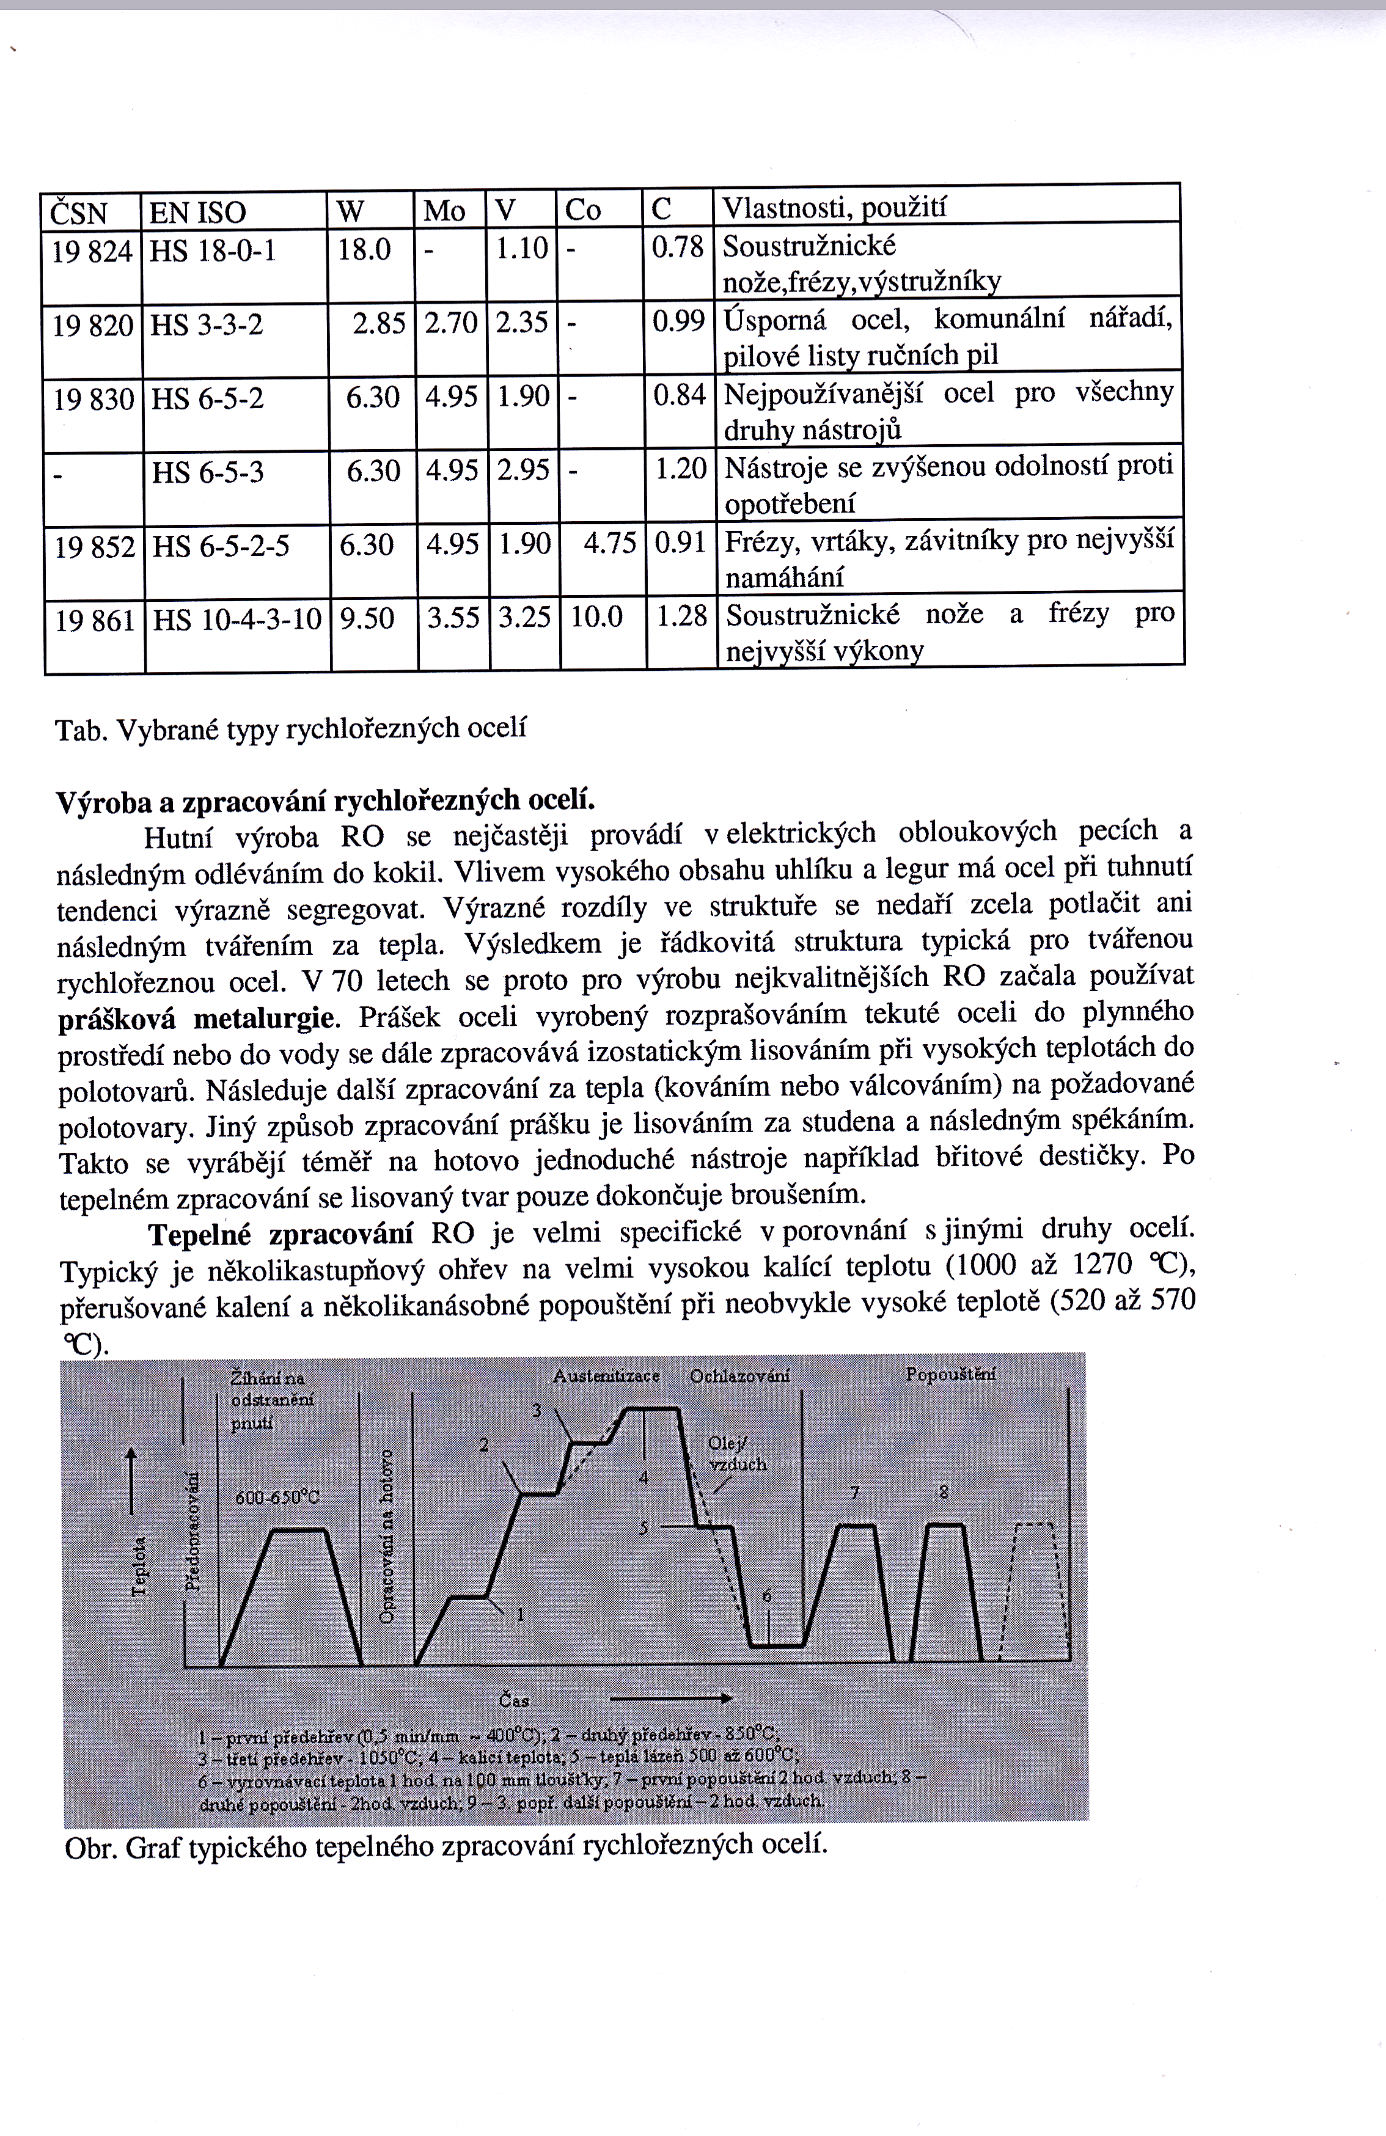 ČSN EN ISO W Mo V Co C Vlastnosti, použití
19 824 HS 18-0-1 18.0 - 1.10 - 0.78 Soustružnické
nože,frézy,výstružníky
19 820 HS 3-3-2 2.85 2.70 2.35 - 0.99 Úsporná ocel, komunální nářadí,
pilové listy ručních pil
19 830 HS 6-5-2 6.30 4.95 1.90 - 0.84 Nejpoužívanější ocel pro všechny
druhy nástrojů
- HS 6-5-3 6.30 4.95 2.95 - 1.20 Nástroje se zvýšenou odolností proti
opotřebení
19 852 HS 6-5-2-5 6.30 4.95 1.90 4.75 0.91 Frézy, vrtáky, závitníky pro nejvyšší
namáhání
19 861 HS 10-4-3-10 9.50 3.55 3.25 10.0 1.28 Soustružnické nože a frézy pro
nejvyšší výkony
Tab. Vybrané typy rychlořezných ocelí
Výroba a zpracování rychlořezných ocelí.
Hutní výroba RO se nejčastěji provádí v elektrických obloukových pecích a
následným odléváním do kokil. Vlivem vysokého obsahu uhlíku a legur má ocel při tuhnutí
tendenci výrazně segregovat. Výrazné rozdíly ve struktuře se nedaří zcela potlačit ani
následným tvářením za tepla. Výsledkem je řádkovitá struktura typická pro tvářenou
rychlořeznou ocel. V 70 letech se proto pro výrobu nejkvalitnějších RO začala používat
prášková metalurgie. Prášek oceli vyrobený rozprašováním tekuté oceli do plynného
prostředí nebo do vody se dále zpracovává izostatickým lisováním při vysokých teplotách do
polotovarů. Následuje další zpracování za tepla (kováním nebo válcováním) na požadované
polotovary. Jiný způsob zpracování prášku je lisováním za studena a následným spékáním.
Takto se vyrábějí téměř na hotovo jednoduché nástroje například břitové destičky. Po
tepelném zpracování se lisovaný tvar pouze dokončuje broušením.
Tepelné zpracování RO je velmi specifické v porovnání s jinými druhy ocelí.
Typický je několikastupňový ohřev na velmi vysokou kalící teplotu (1000 až 1270 °C),
přerušované kalení a několikanásobné popouštění při neobvykle vysoké teplotě (520 až 570
°C).
Žíhání na
odstranění
pnutí
Austenitizace
Ochlazování
Popouštění
3
2
Olej/
vzduch
4
600-650°C
7
8
5
Teplota
Předopracování
Opracování na hotovo
6
1
Čas
1 – první předehřev (0,5 min/mm ~ 400°C); 2 – druhý předehřev - 850°C;
3 – třetí předehřev - 1050°C; 4 – kalicí teplota; 5 – teplá lázeň 500 až 600°C;
6 – vyrovnávací teplota 1 hod. na 100 mm tloušťky; 7 – první popouštění 2 hod. vzduch; 8 –
druhé popouštění - 2hod. vzduch; 9 – 3. popř. další popouštění – 2 hod. vzduch.
Obr. Graf typického tepelného zpracování rychlořezných ocelí.